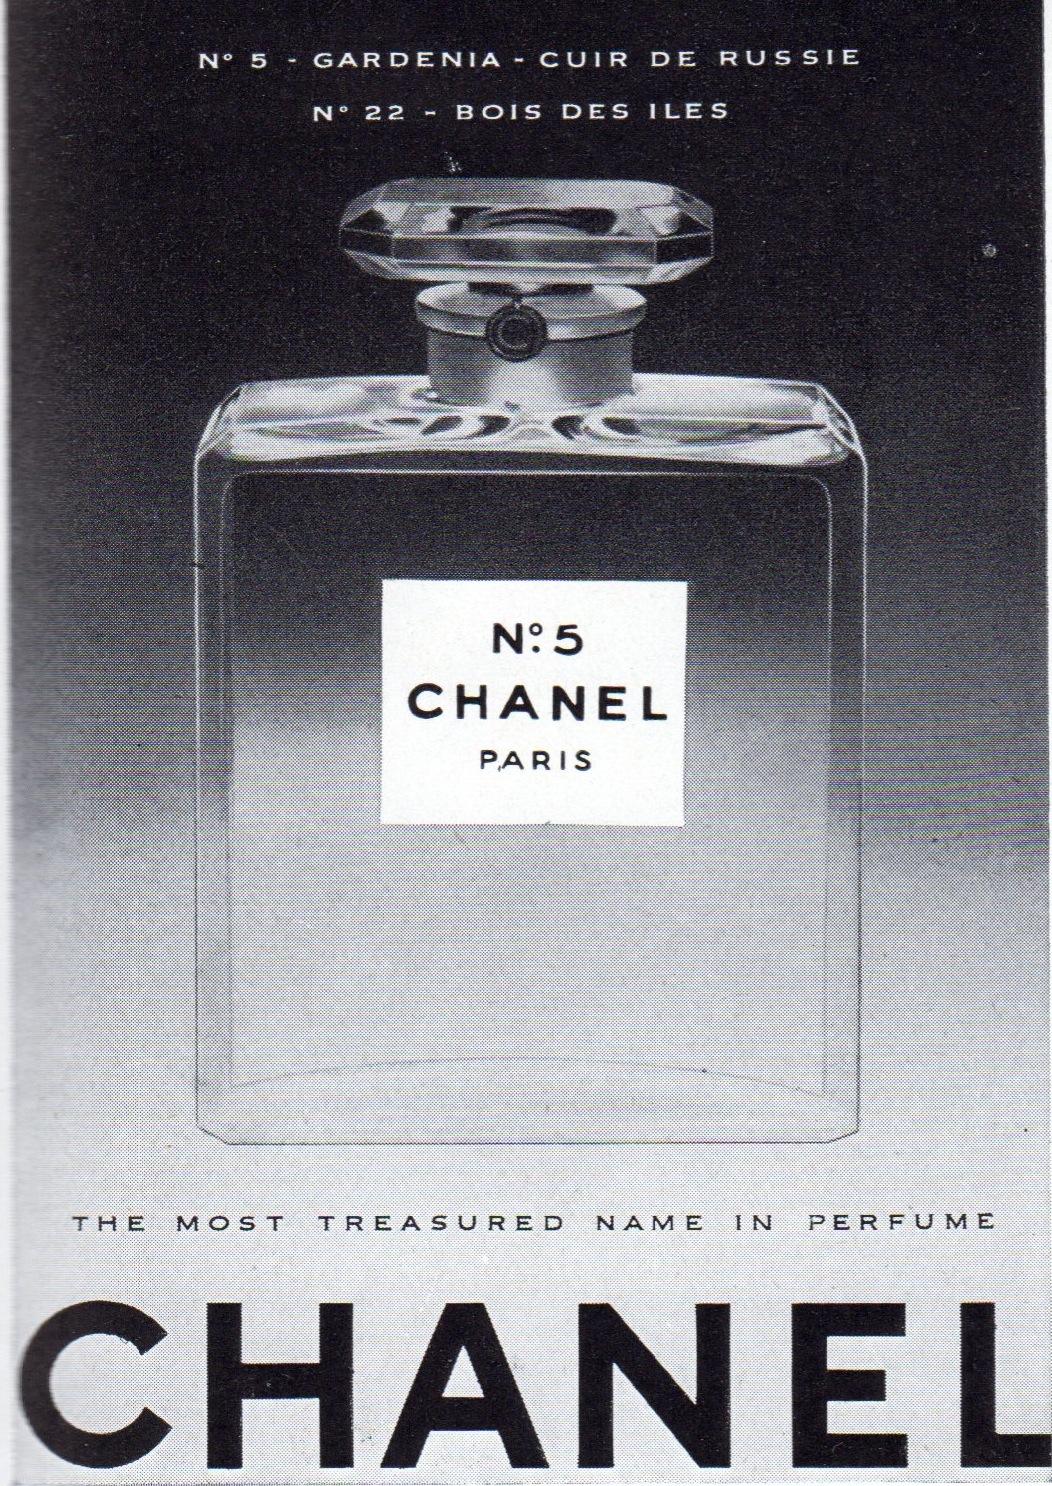 N° 5 - GARDENIA - CUIR DE RUSSIE
N° 22 - BOIS DES ILES
C
N° 5
CHANEL
PARIS
THE MOST TREASURED NAME IN PERFUME
CHANEL